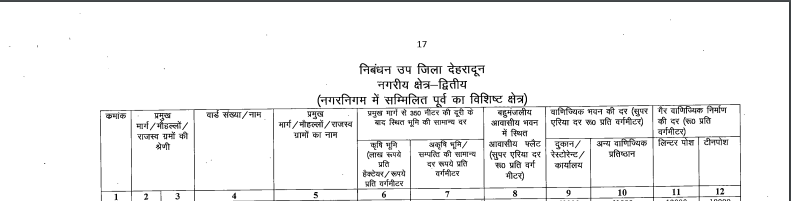 17
निबंधन उप जिला देहरादून
नगरीय क्षेत्र–द्वितीय
(नगरनिगम में सम्मिलित पूर्व का विशिष्ट क्षेत्र)
कमांक
प्रमुख
मार्ग/मौहल्लों/
राजस्व ग्रमों की
श्रेणी
वार्ड संख्या/नाम
प्रमुख
मार्ग/मौहल्लों/राजस्व
ग्रामों का नाम
प्रमुख मार्ग से 350 मीटर की दूरी के
बाद स्थित भूमि की सामान्य दर
कृषि भूमि
(लाख रूपये
प्रति
हैक्टेयर/रूपये
प्रति वर्गमीटर
अकृषि भूमि/
सम्पत्ति की सामान्य
दर रूपये प्रति
वर्गमीटर
बहुमंजलीय
आवासीय भवन
में स्थित
आवासीय फ्लैट
(सुपर एरिया दर
रू0 प्रति वर्ग
मीटर)
वाणिज्यिक भवन की दर (सुपर
एरिया दर रू0 प्रति वर्गमीटर)
दुकान/
रेस्टोरेन्ट/
कार्यालय
अन्य वाणिज्यिक
प्रतिष्ठान
गैर वाणिज्यिक निर्माण
की दर (रू0 प्रति
वर्गमीटर)
लिन्टर पोश
टीनपोश
1 2 3 4 5 6 7 8 9 10 11 12